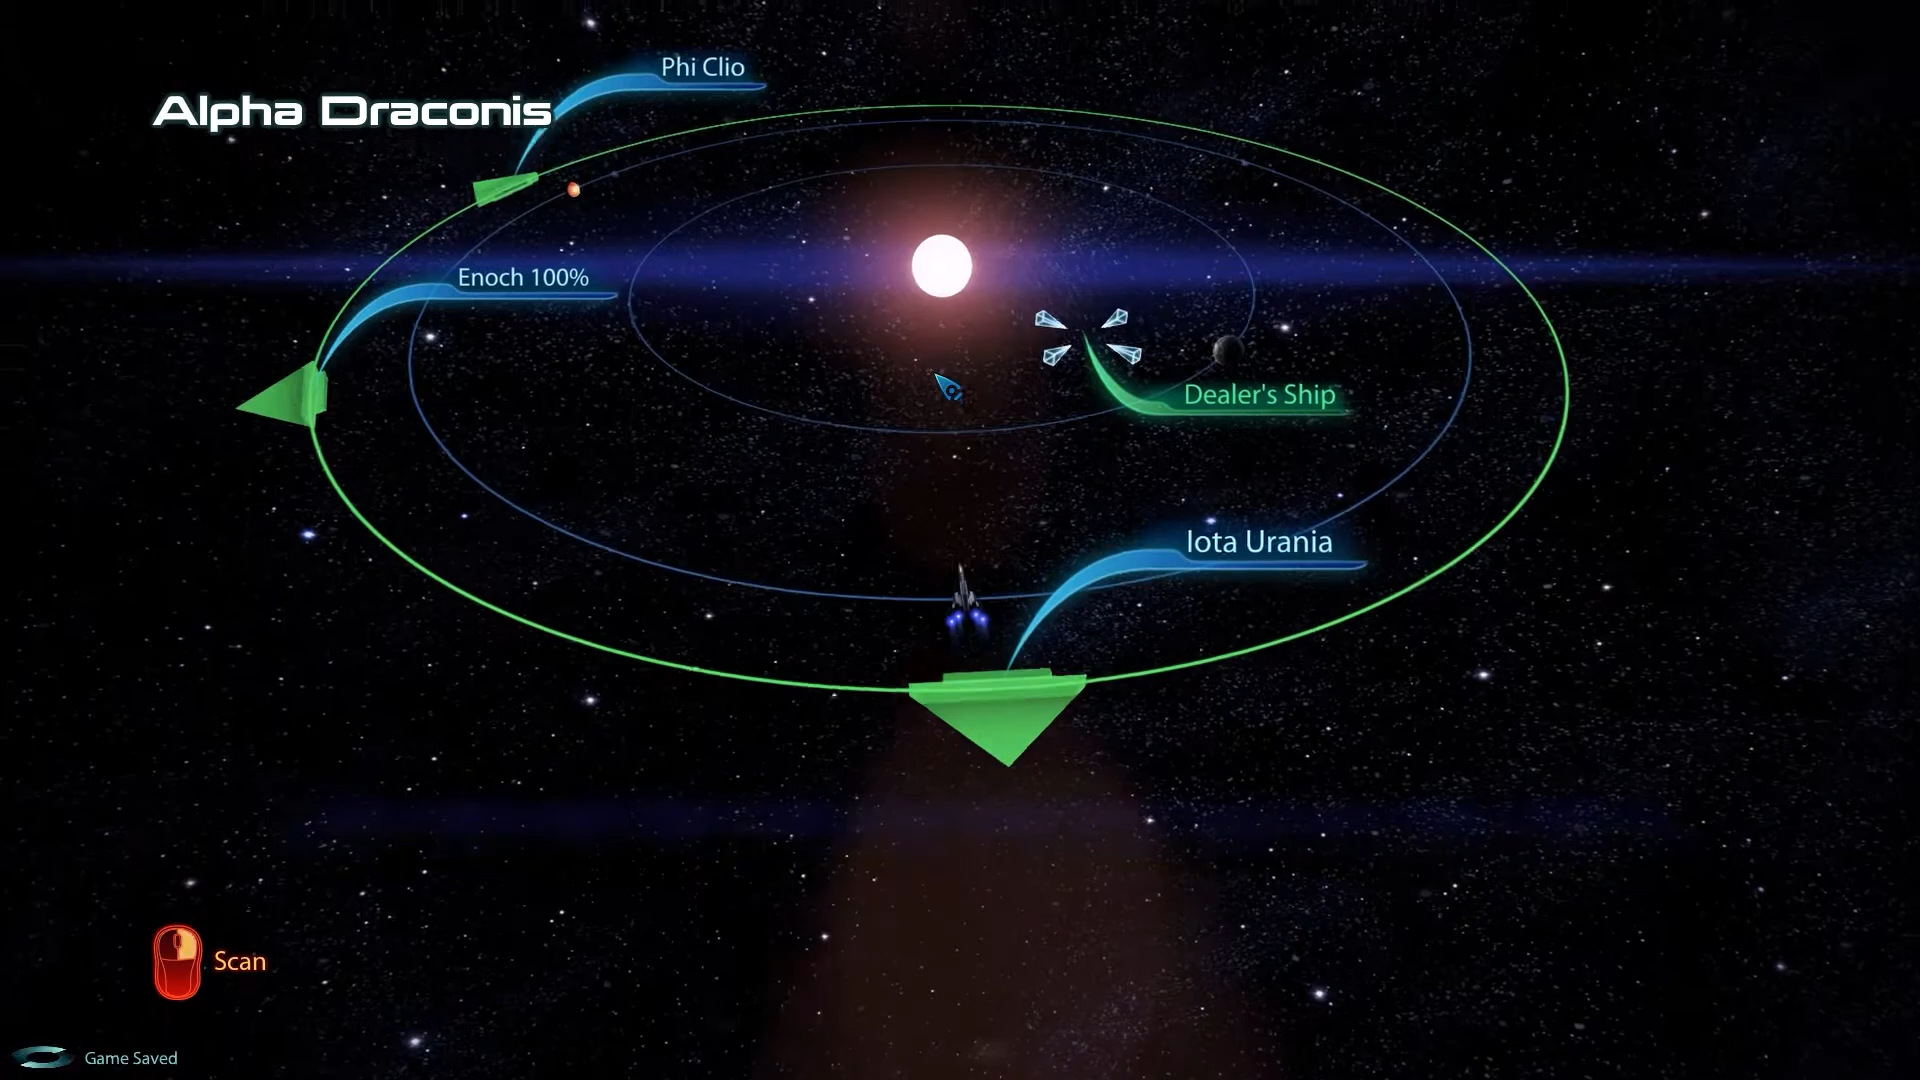 Phi Clio
Alpha Draconis
Enoch 100%
Dealer's Ship
Iota Urania
Scan
Game Saved